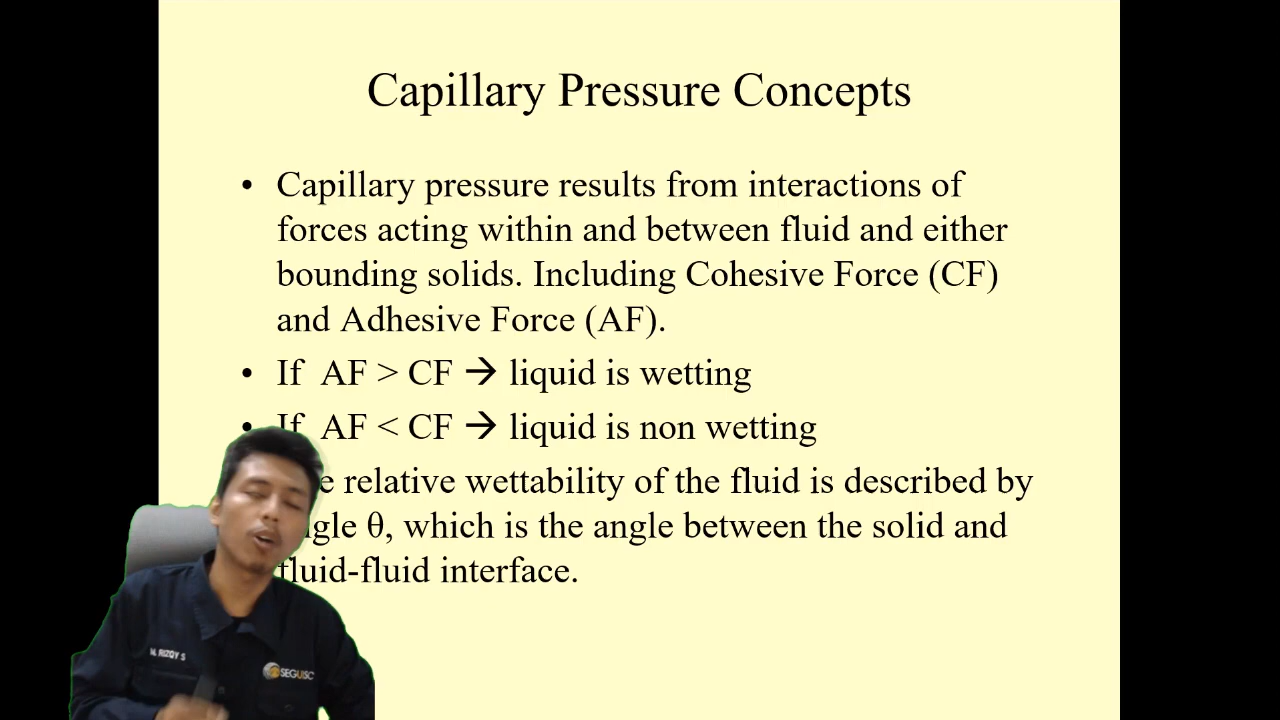 Capillary Pressure Concepts
• Capillary pressure results from interactions of
forces acting within and between fluid and either
bounding solids. Including Cohesive Force (CF)
and Adhesive Force (AF).
• If AF > CF → liquid is wetting
• If AF < CF → liquid is non wetting
relative wettability of the fluid is described by
θ, which is the angle between the solid and
fluid-fluid interface.
M. RIZQY S
SEGUISC